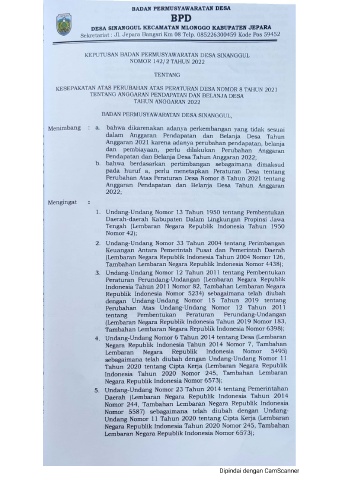 BADAN PERMUSYAWARATAN DESA
BPD
DESA SINANGGUL KECAMATAN MLONGGO KABUPATEN JEPARA
Sekretariat : Jl. Jepara Bangsri Km 08 Telp. 085226300459 Kode Pos 59452
KEPUTUSAN BADAN PERMUSYAWARATAN DESA SINANGGUL
NOMOR 142/2 TAHUN 2022
TENTANG
KESEPAKATAN ATAS PERUBAHAN ATAS PERATURAN DESA NOMOR 8 TAHUN 2021
TENTANG ANGGARAN PENDAPATAN DAN BELANJA DESA
TAHUN ANGGARAN 2022
BADAN PERMUSYAWARATAN DESA SINANGGUL,
Menimbang : a. bahwa dikarenakan adanya perkembangan yang tidak sesuai
dalam Anggaran Pendapatan dan Belanja Desa Tahun
Anggaran 2021 karena adanya perubahan pendapatan, belanja
dan pembiayaan, perlu dilakukan Perubahan Anggaran
Pendapatan dan Belanja Desa Tahun Anggaran 2022;
b. bahwa berdasarkan pertimbangan sebagaimana dimaksud
pada huruf a, perlu menetapkan Peraturan Desa tentang
Perubahan Atas Peraturan Desa Nomor 8 Tahun 2021 tentang
Anggaran Pendapatan dan Belanja Desa Tahun Anggaran
2022;
Mengingat :
1. Undang-Undang Nomor 13 Tahun 1950 tentang Pembentukan
Daerah-daerah Kabupaten Dalam Lingkungan Propinsi Jawa
Tengah (Lembaran Negara Republik Indonesia Tahun 1950
Nomor 42);
2. Undang-Undang Nomor 33 Tahun 2004 tentang Perimbangan
Keuangan Antara Pemerintah Pusat dan Pemerintah Daerah
(Lembaran Negara Republik Indonesia Tahun 2004 Nomor 126,
Tambahan Lembaran Negara Republik Indonesia Nomor 4438);
3. Undang-Undang Nomor 12 Tahun 2011 tentang Pembentukan
Peraturan Perundang-Undangan (Lembaran Negara Republik
Indonesia Tahun 2011 Nomor 82, Tambahan Lembaran Negara
Republik Indonesia Nomor 5234) sebagaimana telah diubah
dengan Undang-Undang Nomor 15 Tahun 2019 tentang
Perubahan Atas Undang-Undang Nomor 12 Tahun 2011
tentang Pembentukan Peraturan Perundang-Undangan
(Lembaran Negara Republik Indonesia Tahun 2019 Nomor 183,
Tambahan Lembaran Negara Republik Indonesia Nomor 6398);
4. Undang-Undang Nomor 6 Tahun 2014 tentang Desa (Lembaran
Negara Republik Indonesia Tahun 2014 Nomor 7, Tambahan
Lembaran Negara Republik Indonesia Nomor 5495)
sebagaimana telah diubah dengan Undang-Undang Nomor 11
Tahun 2020 tentang Cipta Kerja (Lembaran Negara Republik
Indonesia Tahun 2020 Nomor 245, Tambahan Lembaran
Negara Republik Indonesia Nomor 6573);
5. Undang-Undang Nomor 23 Tahun 2014 tentang Pemerintahan
Daerah (Lembaran Negara Republik Indonesia Tahun 2014
Nomor 244, Tambahan Lembaran Negara Republik Indonesia
Nomor 5587) sebagaimana telah diubah dengan Undang-
Undang Nomor 11 Tahun 2020 tentang Cipta Kerja (Lembaran
Negara Republik Indonesia Tahun 2020 Nomor 245, Tambahan
Lembaran Negara Republik Indonesia Nomor 6573);
Dipindai dengan CamScanner